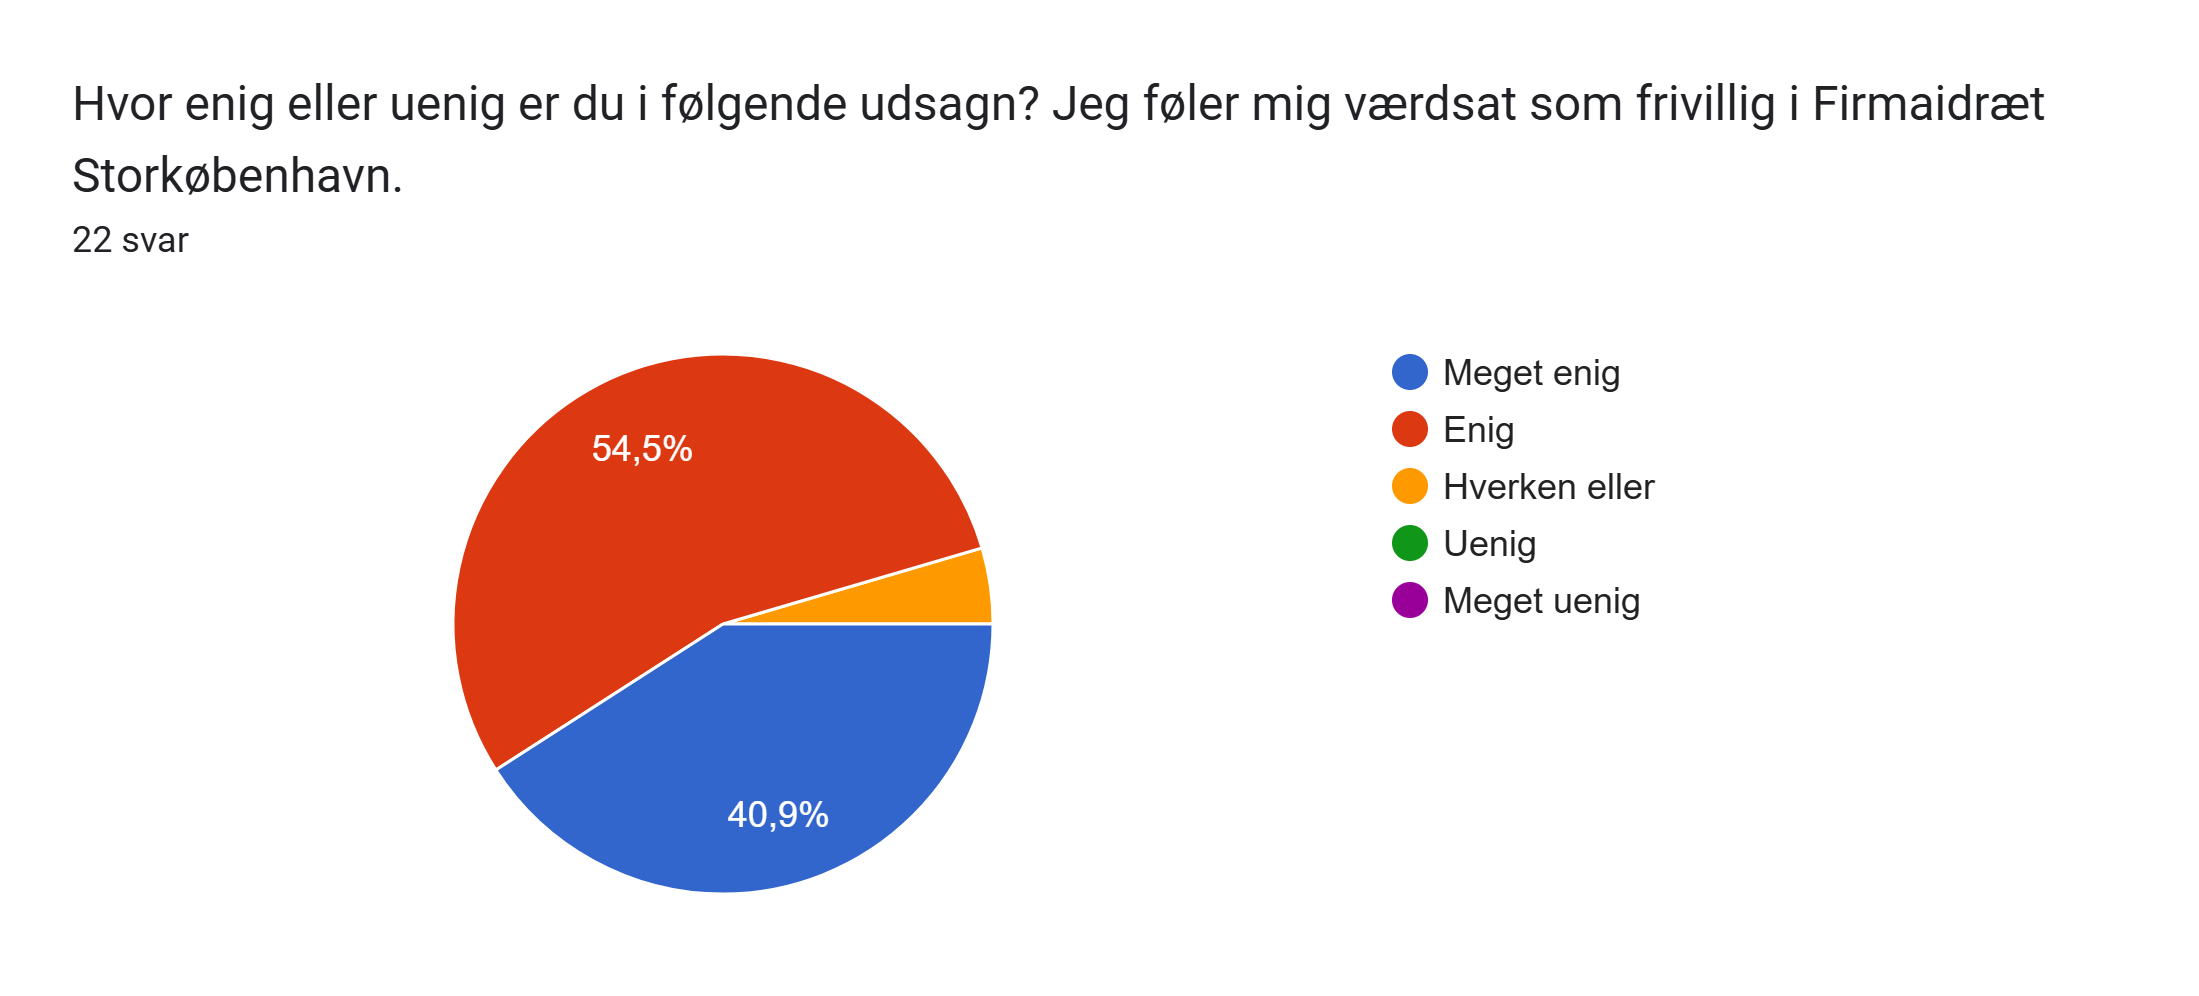 Hvor enig eller uenig er du i følgende udsagn? Jeg føler mig værdsat som frivillig i Firmaidræt
Storkøbenhavn.
22 svar
54,5%
40,9%
Meget enig
Enig
Hverken eller
Uenig
Meget uenig